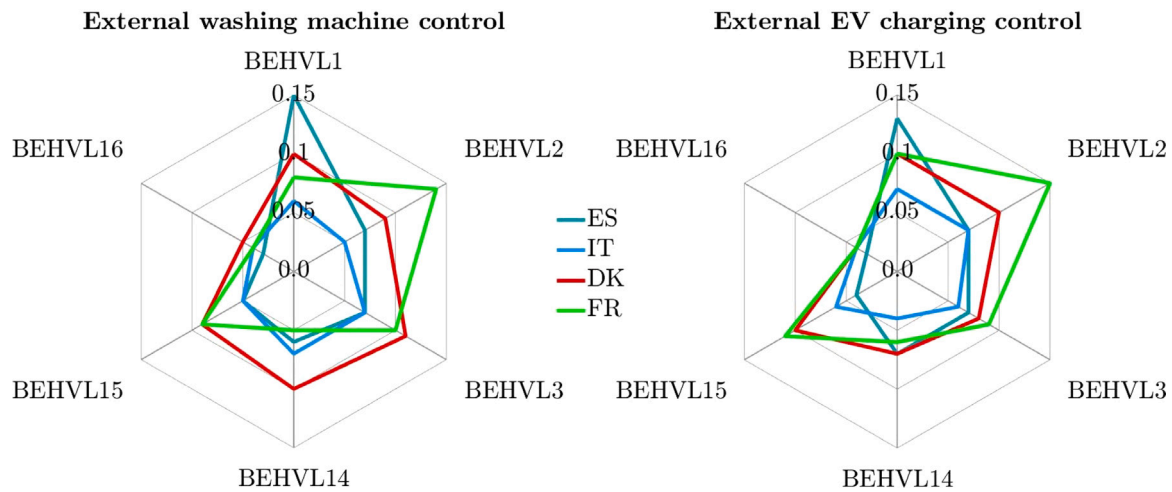 External washing machine control
BEHVL1
0.15
0.1
0.05
0.0
BEHVL2
BEHVL3
BEHVL14
BEHVL15
BEHVL16
ES
IT
DK
FR
External EV charging control
BEHVL1
0.15
0.1
0.05
0.0
BEHVL2
BEHVL3
BEHVL14
BEHVL15
BEHVL16